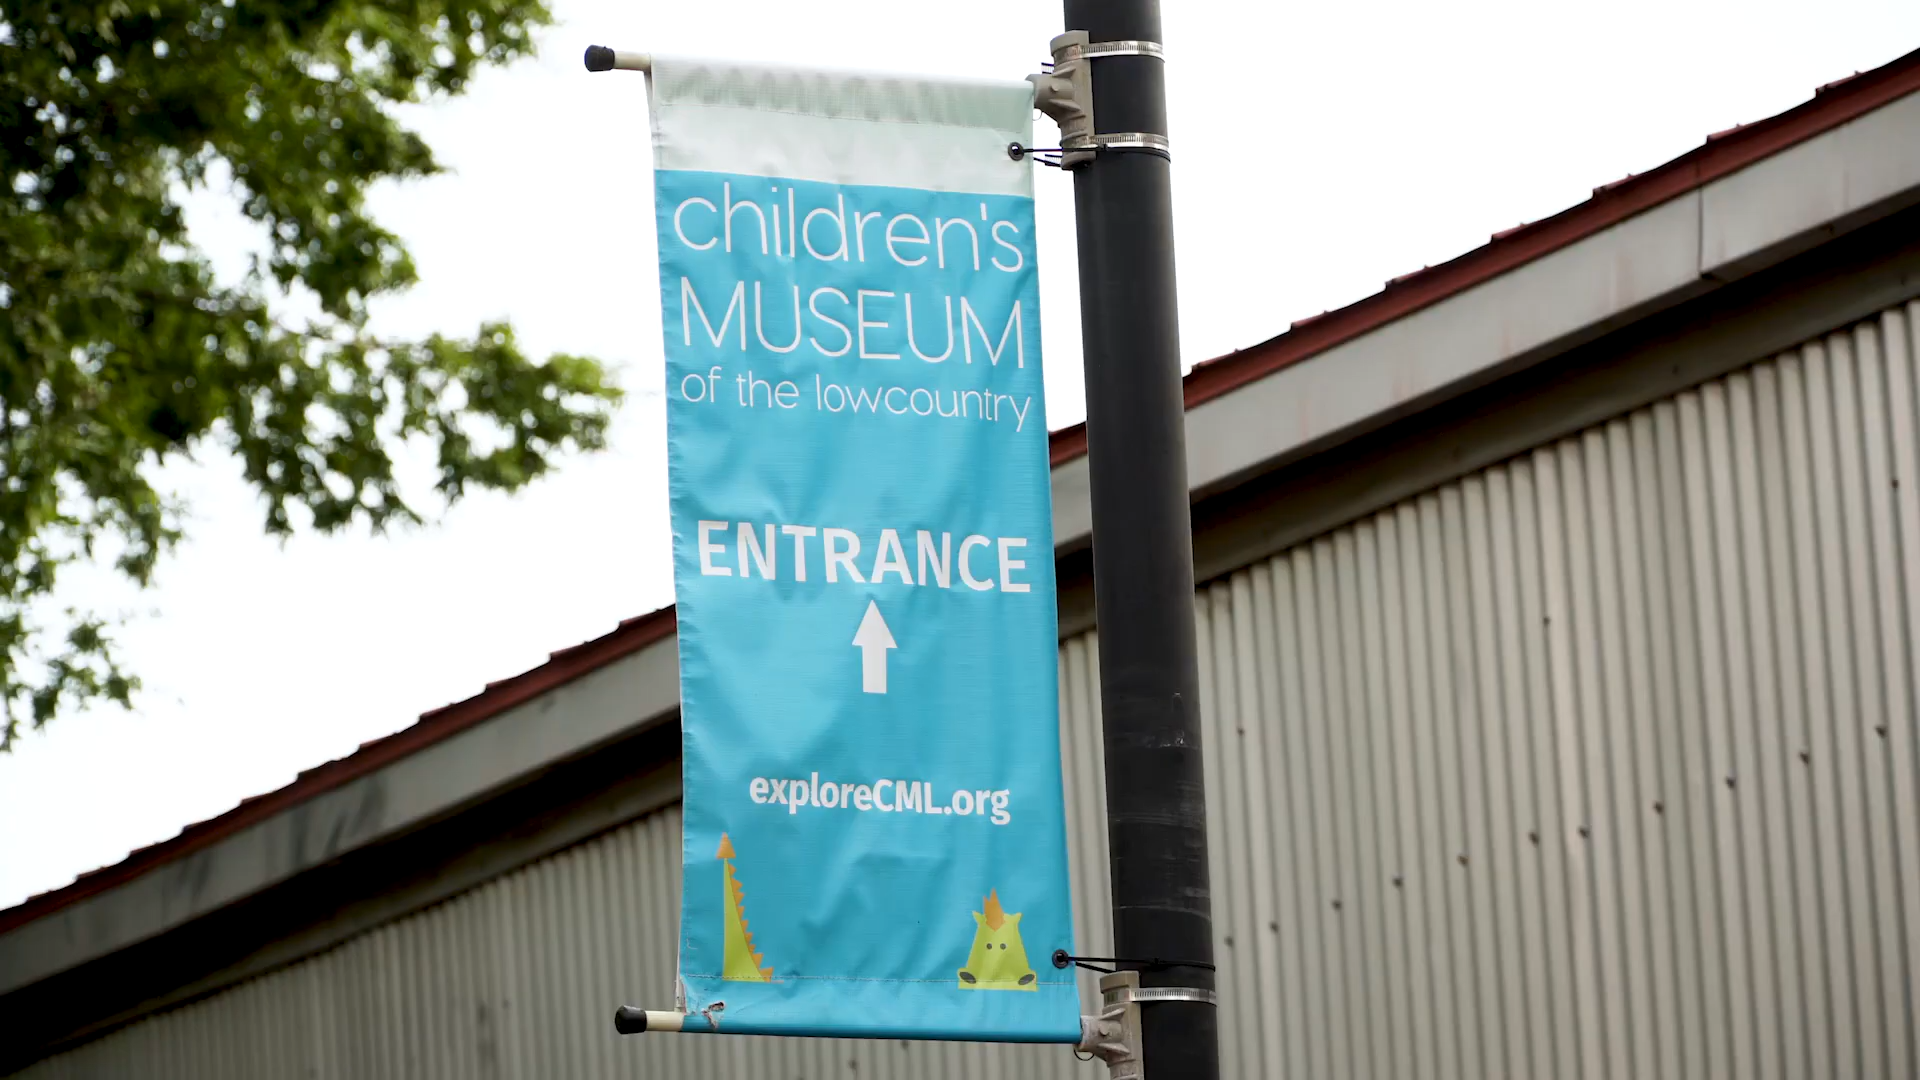 children's
MUSEUM
of the lowcountry
ENTRANCE
exploreCML.org